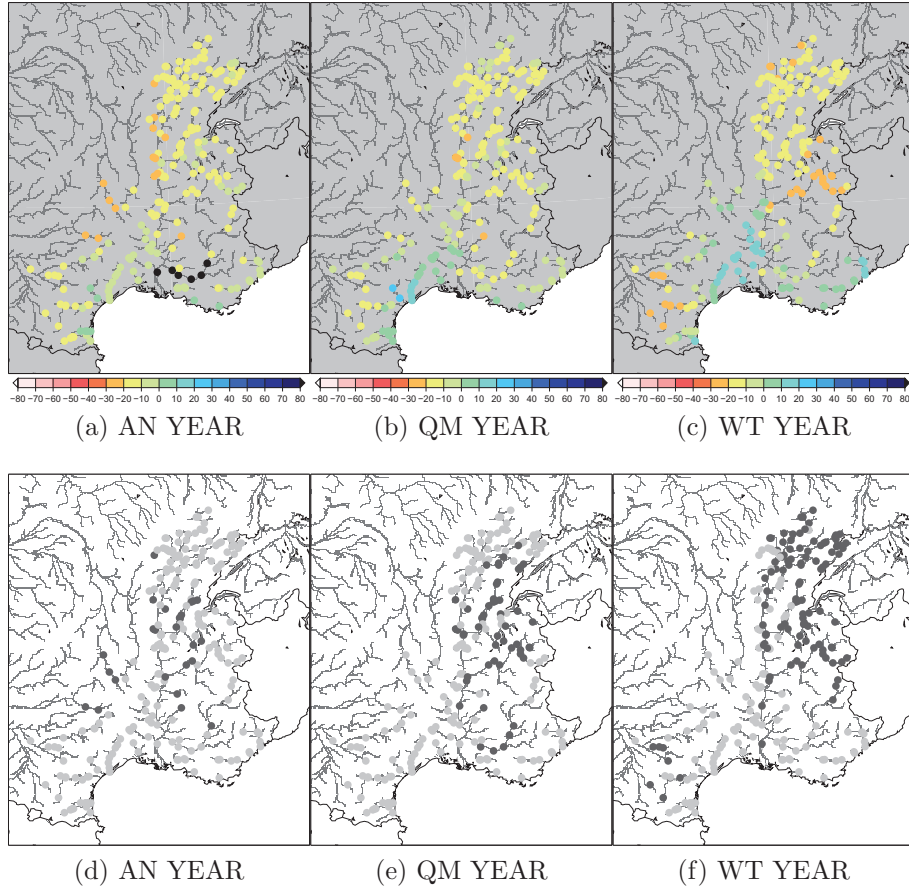 −80 −70 −60 −50 −40 −30 −20 −10 0 10 20 30 40 50 60 70 80
−80 −70 −60 −50 −40 −30 −20 −10 0 10 20 30 40 50 60 70 80
−80 −70 −60 −50 −40 −30 −20 −10 0 10 20 30 40 50 60 70 80
(a) AN YEAR
(b) QM YEAR
(c) WT YEAR
(d) AN YEAR
(e) QM YEAR
(f) WT YEAR